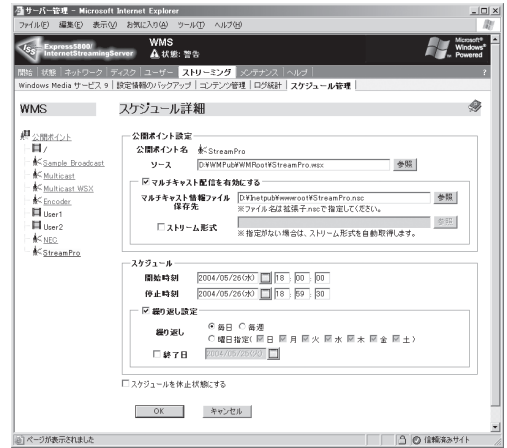 サーバー管理 - Microsoft Internet Explorer
ファイル(F) 編集(E) 表示(V) お気に入り(A) ツール(T) ヘルプ(H)
Express5800/
InternetStreamingServer
WMS
状態: 警告
Microsoft®
Windows®
Powered
開始 | 状態 | ネットワーク | ディスク | ユーザー | ストリーミング | メンテナンス | ヘルプ |
?
Windows Media サービス 9 | 設定情報のバックアップ | コンテンツ管理 | ログ統計 | スケジュール管理 |
WMS
公開ポイント
/
Sample Broadcast
Multicast
Multicast WSX
Encoder
User1
User2
NEC
StreamPro
スケジュール詳細
公開ポイント設定
公開ポイント名 StreamPro
ソース D:¥WMPub¥WMRoot¥StreamPro.wsx 参照
マルチキャスト配信を有効にする
マルチキャスト情報ファイル保存先 D:¥Inetpub¥wwwroot¥StreamPro.nsc 参照
※ファイル名は拡張子.nscで指定してください。
ストリーム形式 参照
※指定がない場合は、ストリーム形式を自動取得します。
スケジュール
開始時刻 2004/05/26(水) 18 : 00 : 00
停止時刻 2004/05/26(水) 18 : 59 : 30
繰り返し設定
繰り返し 毎日 毎週
曜日指定( 日 月 火 水 木 金 土 )
終了日 2004/05/26(水)
スケジュールを休止状態にする
OK キャンセル
ページが表示されました
信頼済みサイト